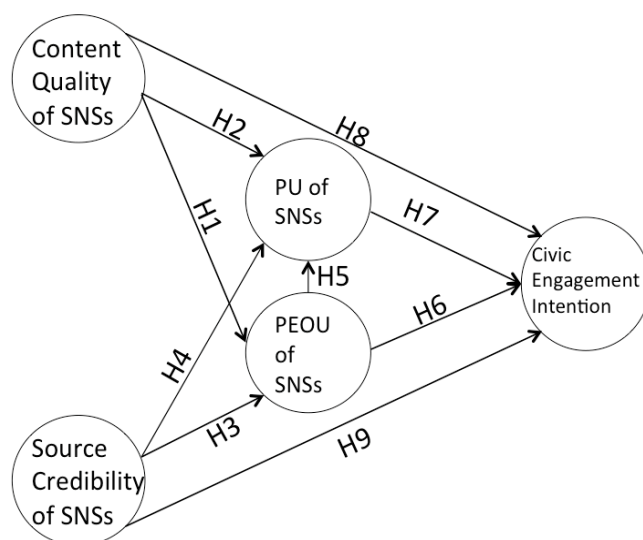 Content
Quality
of SNSs
H8
H2
PU of
SNSs
H7
H1
Civic
Engagement
Intention
H5
H6
PEOU
of
SNSs
H4
H3
H9
Source
Credibility
of SNSs